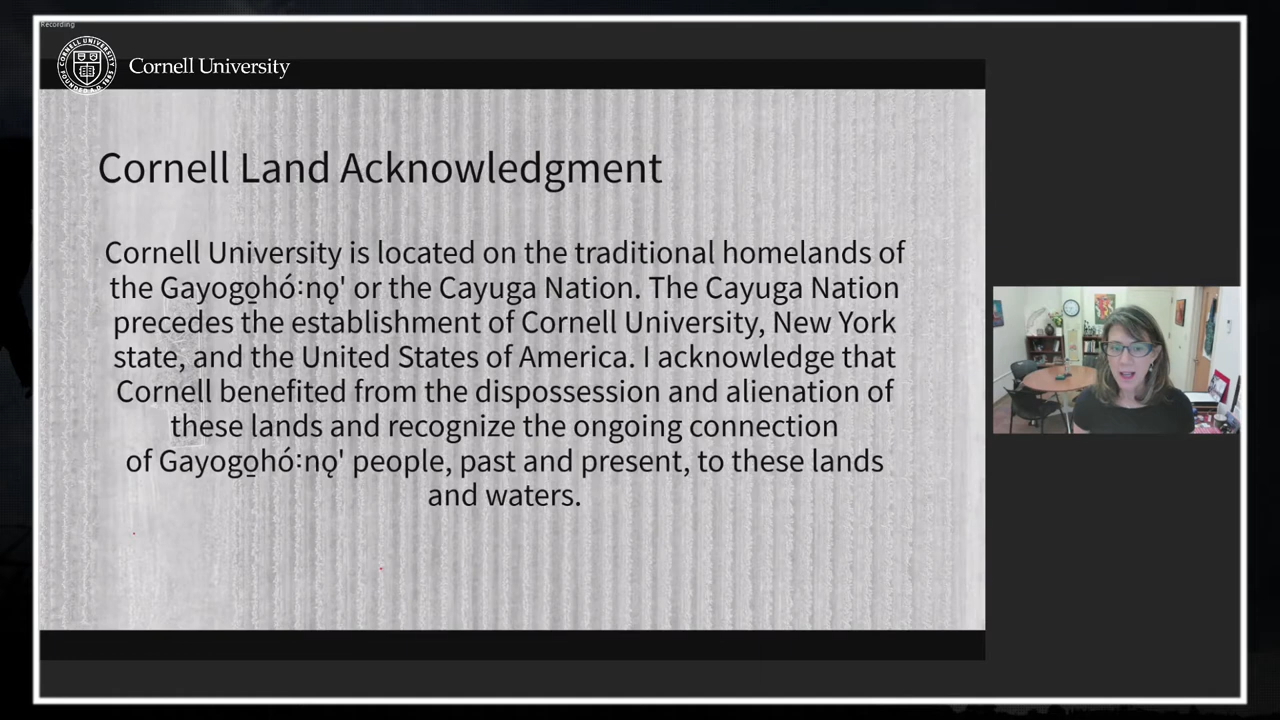 Recording
Cornell University
Cornell Land Acknowledgment
Cornell University is located on the traditional homelands of
the Gayogo̱hó:nǫ' or the Cayuga Nation. The Cayuga Nation
precedes the establishment of Cornell University, New York
state, and the United States of America. I acknowledge that
Cornell benefited from the dispossession and alienation of
these lands and recognize the ongoing connection
of Gayogo̱hó:nǫ' people, past and present, to these lands
and waters.